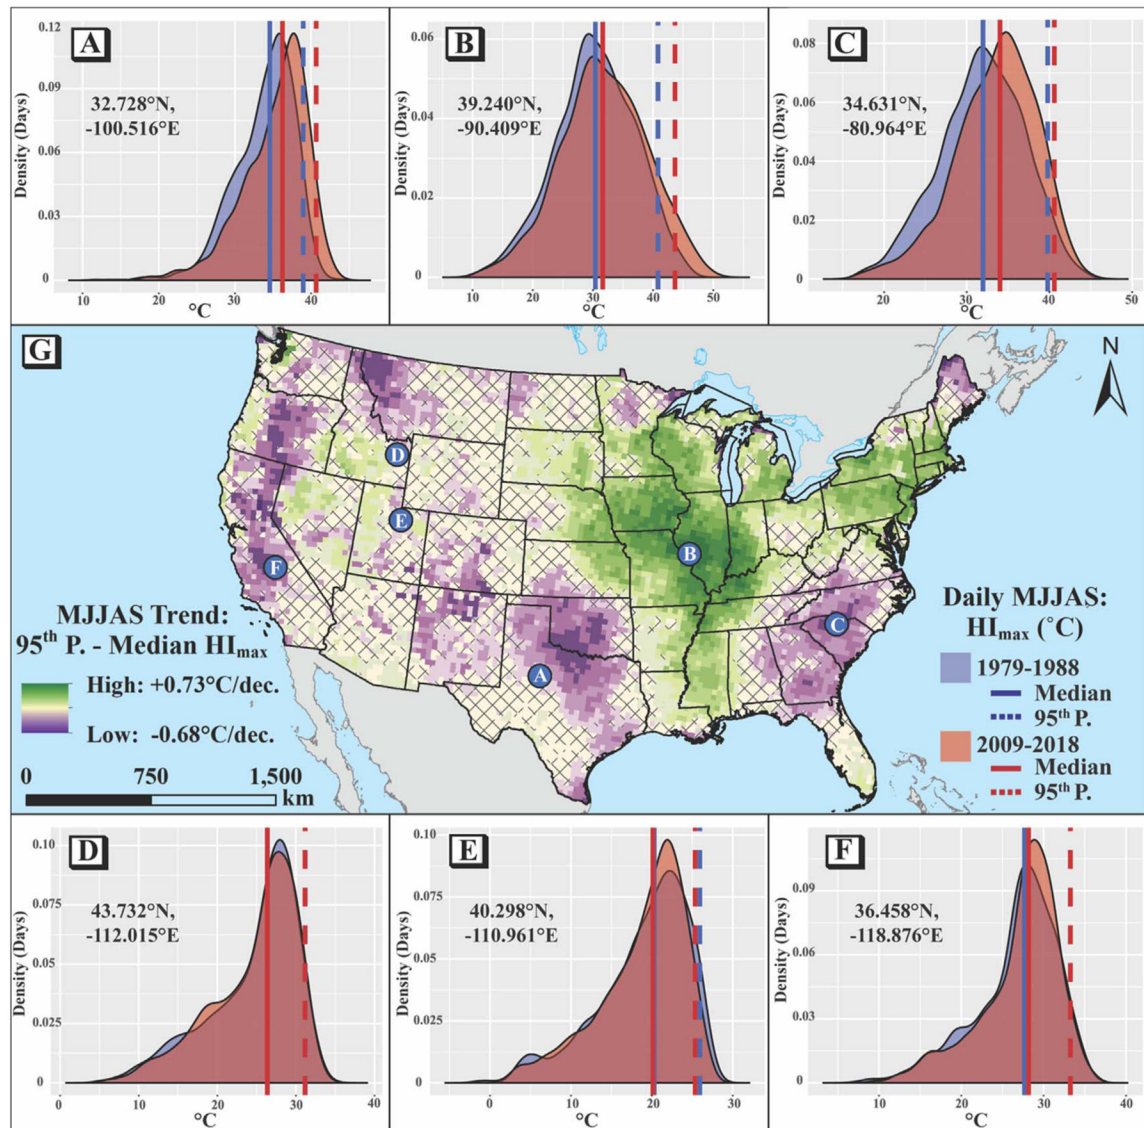 A
32.728°N,
-100.516°E
Density (Days)
0.12
0.09
0.12
0.06
0.03
0
10
20
30
40
°C
B
39.240°N,
-90.409°E
Density (Days)
0.06
0.04
0.02
0
10
20
30
40
50
°C
C
34.631°N,
-80.964°E
Density (Days)
0.08
0.06
0.04
0.02
0
20
30
40
50
°C
G
N
D
E
F
B
C
A
MJJAS Trend:
95th P. - Median HImax
High: +0.73°C/dec.
Low: -0.68°C/dec.
0 750 1,500
km
Daily MJJAS:
HImax (°C)
1979-1988
Median
95th P.
2009-2018
Median
95th P.
D
43.732°N,
-112.015°E
Density (Days)
0.10
0.075
0.05
0.025
0
0
10
20
30
40
°C
E
40.298°N,
-110.961°E
Density (Days)
0.10
0.075
0.05
0.025
0
0
10
20
30
°C
F
36.458°N,
-118.876°E
Density (Days)
0.09
0.06
0.03
0
10
20
30
40
°C